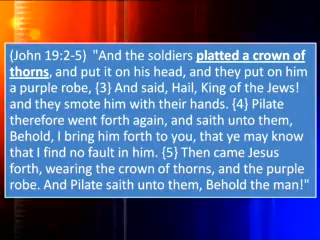 (John 19:2-5)  "And the soldiers platted a crown of
thorns, and put it on his head, and they put on him
a purple robe, {3} And said, Hail, King of the Jews!
and they smote him with their hands. {4} Pilate
therefore went forth again, and saith unto them,
Behold, I bring him forth to you, that ye may know
that I find no fault in him. {5} Then came Jesus
forth, wearing the crown of thorns, and the purple
robe. And Pilate saith unto them, Behold the man!"